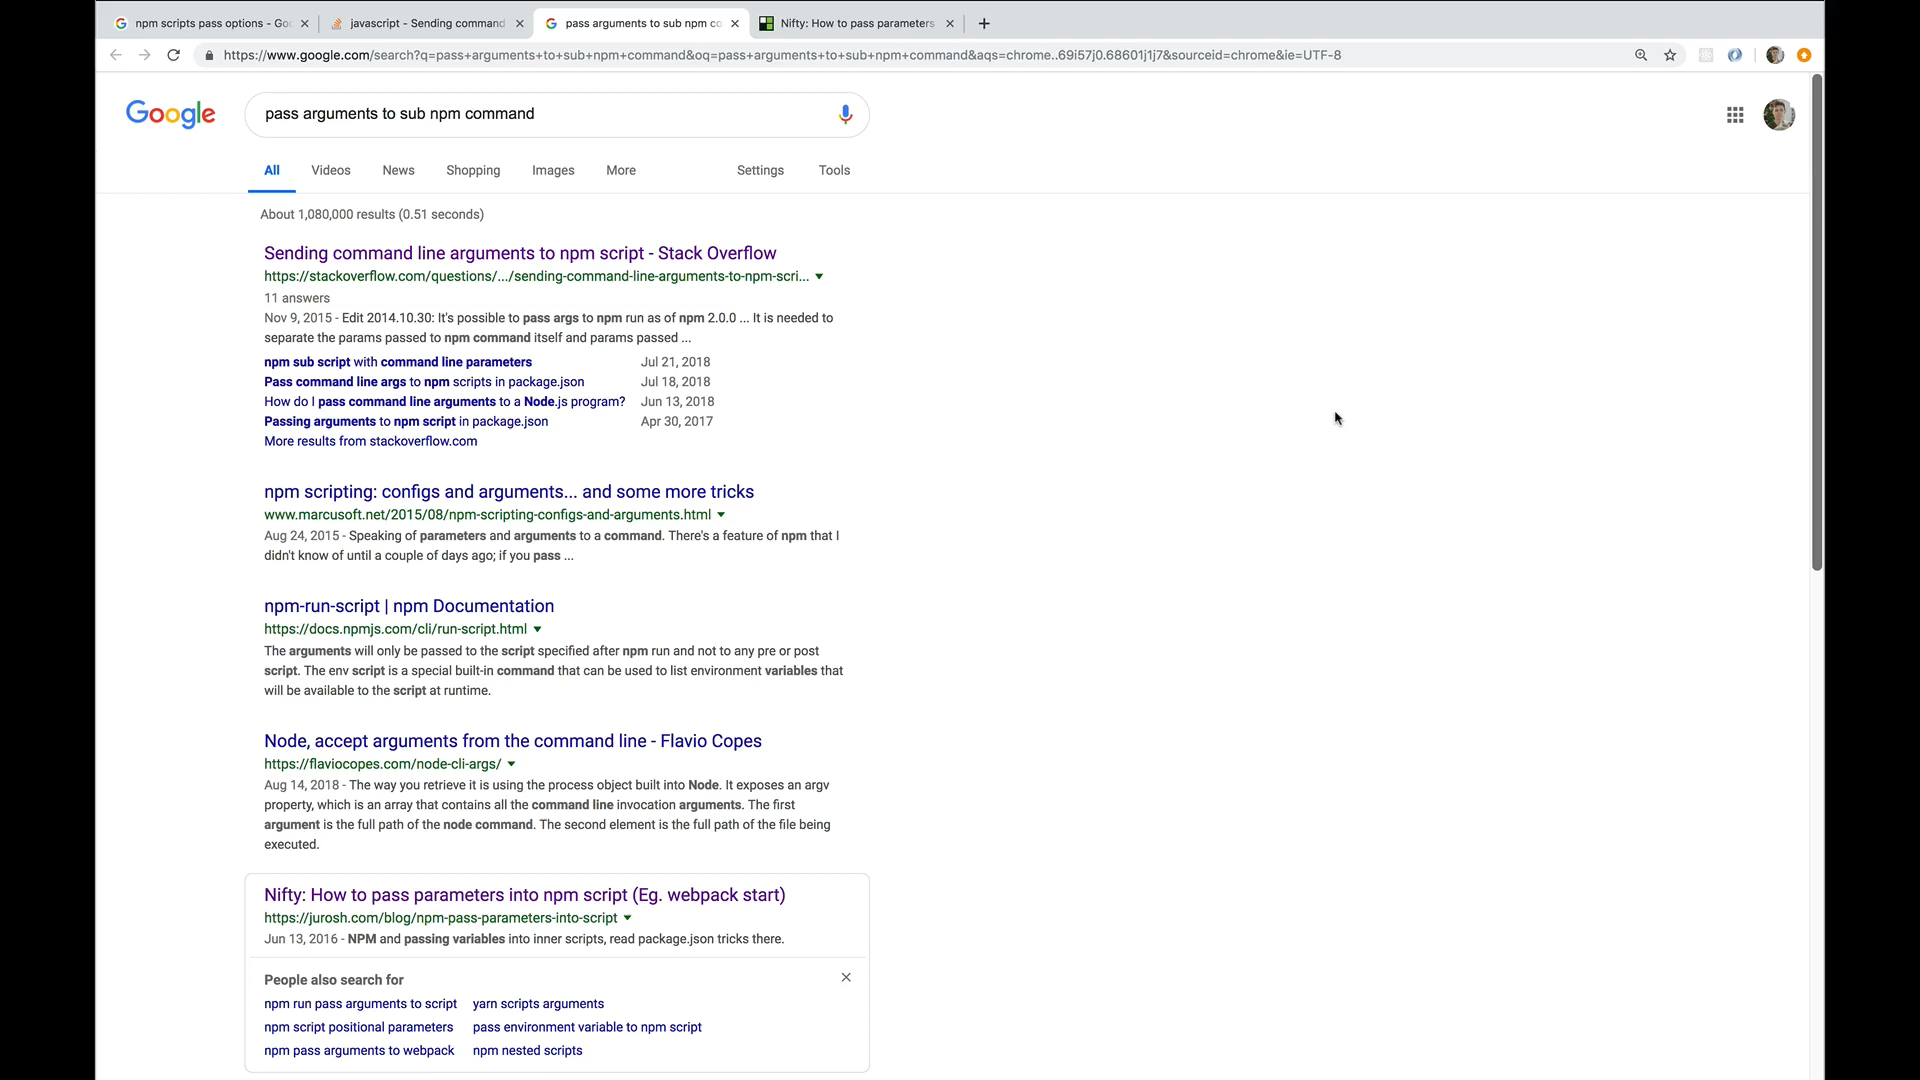 npm scripts pass options - Goo
javascript - Sending command
pass arguments to sub npm co
Nifty: How to pass parameters
https://www.google.com/search?q=pass+arguments+to+sub+npm+command&oq=pass+arguments+to+sub+npm+command&aqs=chrome..69i57j0.68601j1j7&sourceid=chrome&ie=UTF-8
Google
pass arguments to sub npm command
All Videos News Shopping Images More Settings Tools
About 1,080,000 results (0.51 seconds)
Sending command line arguments to npm script - Stack Overflow
https://stackoverflow.com/questions/.../sending-command-line-arguments-to-npm-scri...
11 answers
Nov 9, 2015 - Edit 2014.10.30: It's possible to pass args to npm run as of npm 2.0.0 ... It is needed to
separate the params passed to npm command itself and params passed ...
npm sub script with command line parameters Jul 21, 2018
Pass command line args to npm scripts in package.json Jul 18, 2018
How do I pass command line arguments to a Node.js program? Jun 13, 2018
Passing arguments to npm script in package.json Apr 30, 2017
More results from stackoverflow.com
npm scripting: configs and arguments... and some more tricks
www.marcusoft.net/2015/08/npm-scripting-configs-and-arguments.html
Aug 24, 2015 - Speaking of parameters and arguments to a command. There's a feature of npm that I
didn't know of until a couple of days ago; if you pass ...
npm-run-script | npm Documentation
https://docs.npmjs.com/cli/run-script.html
The arguments will only be passed to the script specified after npm run and not to any pre or post
script. The env script is a special built-in command that can be used to list environment variables that
will be available to the script at runtime.
Node, accept arguments from the command line - Flavio Copes
https://flaviocopes.com/node-cli-args/
Aug 14, 2018 - The way you retrieve it is using the process object built into Node. It exposes an argv
property, which is an array that contains all the command line invocation arguments. The first
argument is the full path of the node command. The second element is the full path of the file being
executed.
Nifty: How to pass parameters into npm script (Eg. webpack start)
https://jurosh.com/blog/npm-pass-parameters-into-script
Jun 13, 2016 - NPM and passing variables into inner scripts, read package.json tricks there.
People also search for
npm run pass arguments to script yarn scripts arguments
npm script positional parameters pass environment variable to npm script
npm pass arguments to webpack npm nested scripts